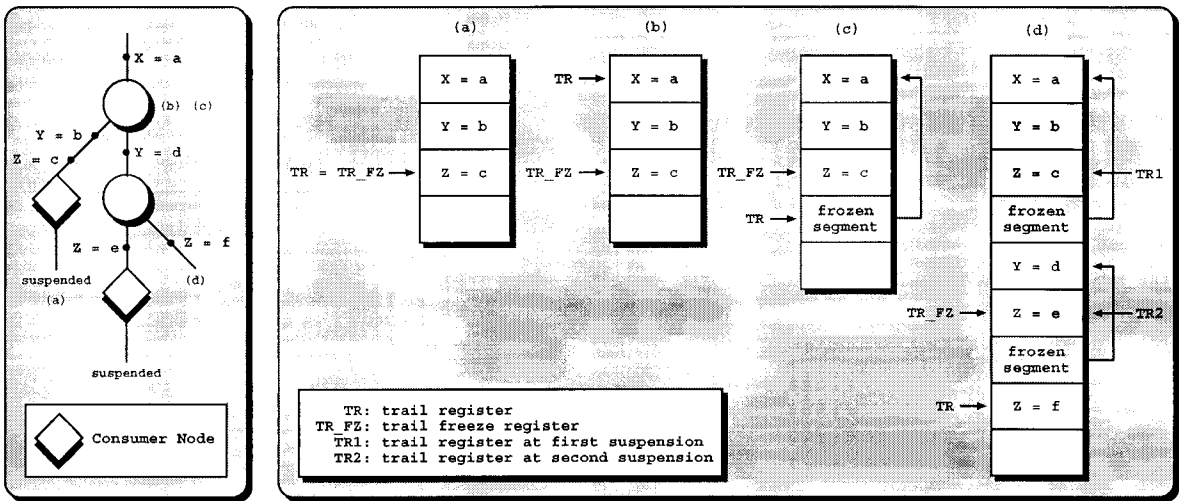 X = a
(b) (c)
Y = b
Z = c
Y = d
Z = e
Z = f
suspended
(a)
(d)
suspended
Consumer Node
(a)
X = a
Y = b
TR = TR_FZ
Z = c
(b)
TR
X = a
Y = b
TR_FZ
Z = c
(c)
X = a
Y = b
TR_FZ
Z = c
TR
frozen
segment
(d)
X = a
Y = b
Z = c
TR1
frozen
segment
Y = d
TR_FZ
Z = e
TR2
frozen
segment
TR
Z = f
TR: trail register
TR_FZ: trail freeze register
TR1: trail register at first suspension
TR2: trail register at second suspension